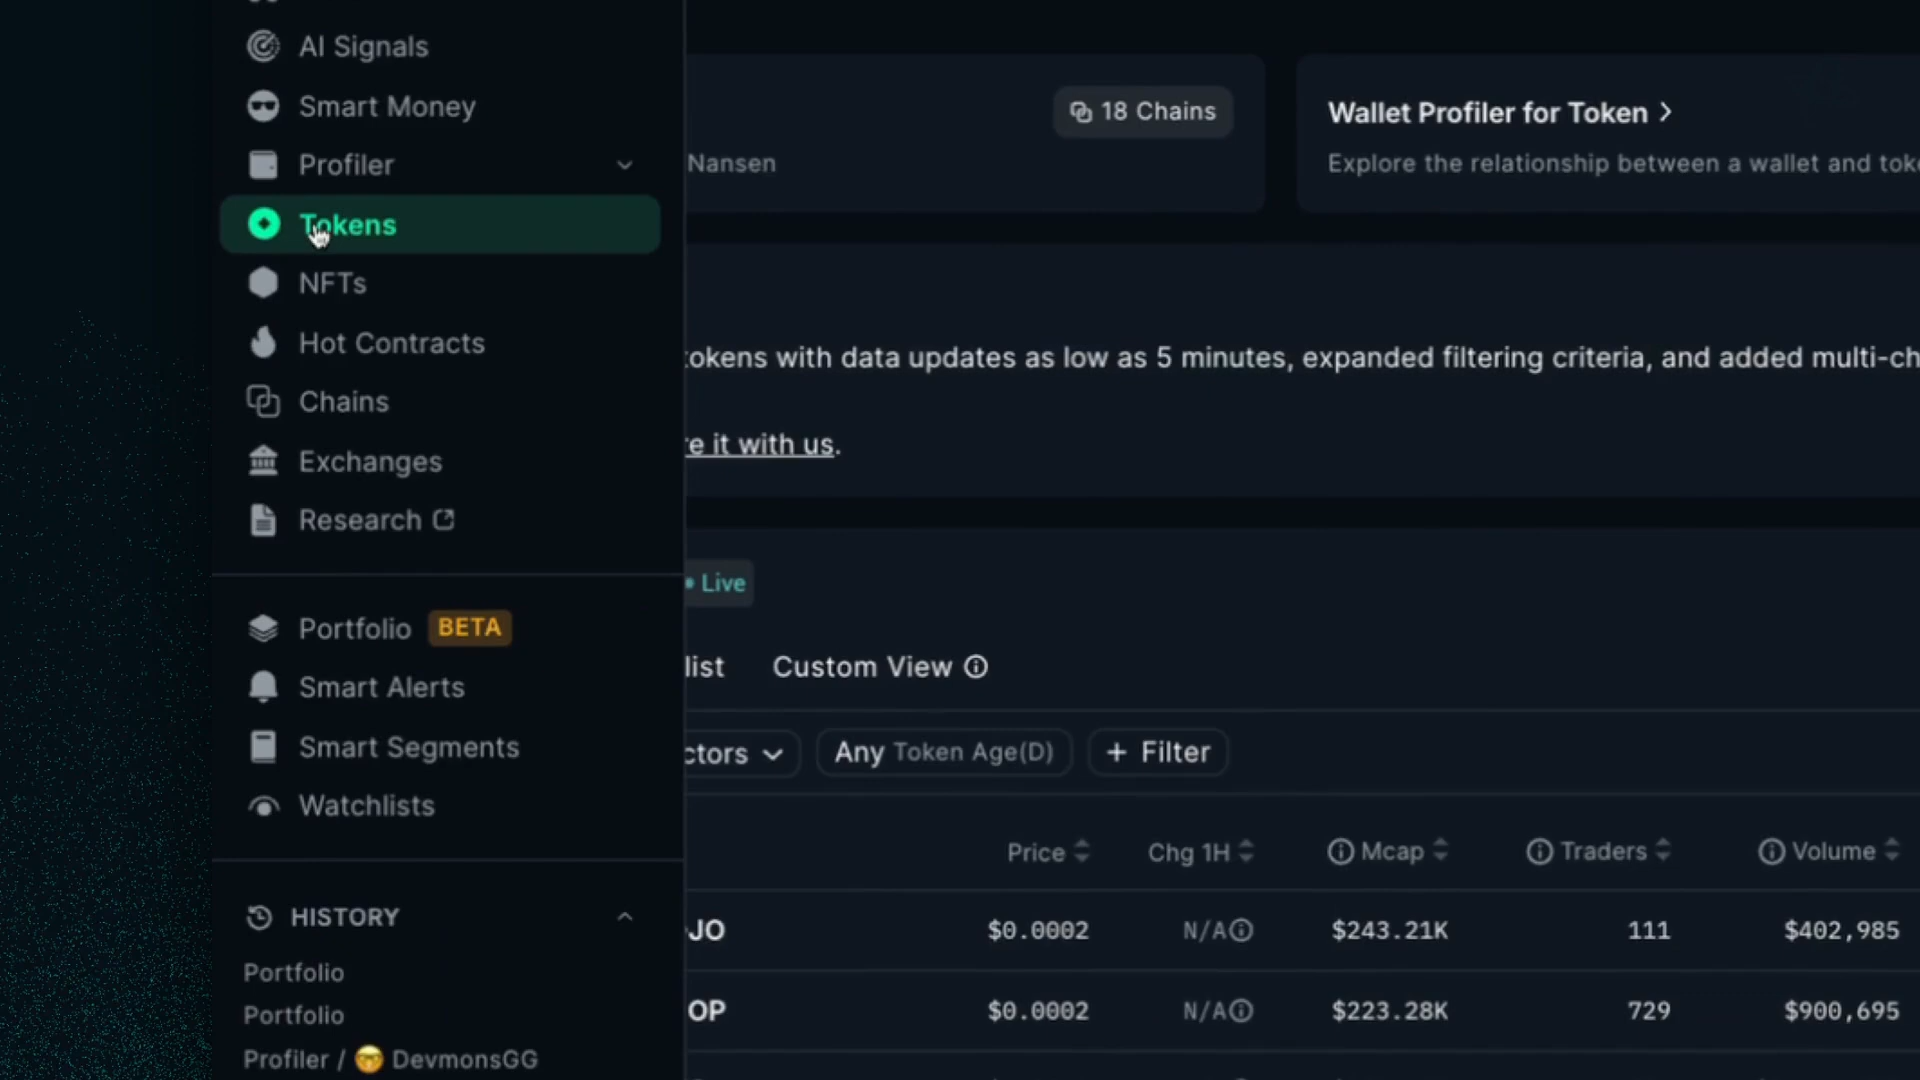 AI Signals
Smart Money
Profiler
Tokens
NFTs
Hot Contracts
Chains
Exchanges
Research
Portfolio BETA
Smart Alerts
Smart Segments
Watchlists
HISTORY
Portfolio
Portfolio
Profiler / 🤓 DevmonsGG
18 Chains
Nansen
Wallet Profiler for Token >
Explore the relationship between a wallet and toke
tokens with data updates as low as 5 minutes, expanded filtering criteria, and added multi-ch
re it with us.
• Live
list Custom View
ctors Any Token Age(D) + Filter
Price Chg 1H Mcap Traders Volume
JO $0.0002 N/A $243.21K 111 $402,985
OP $0.0002 N/A $223.28K 729 $900,695